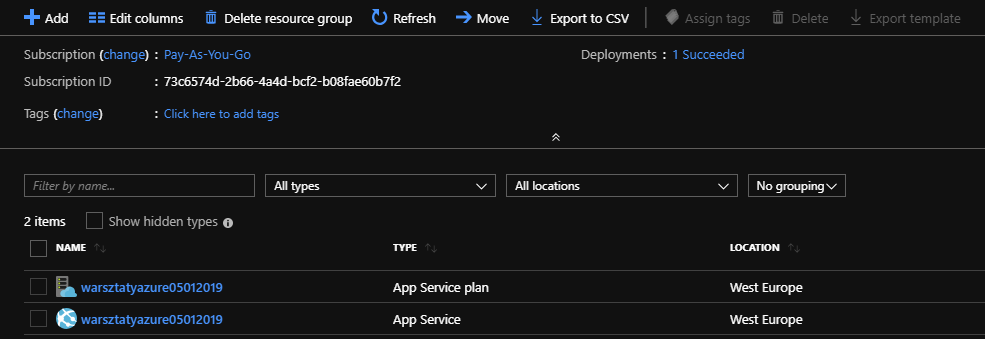 Add Edit columns Delete resource group Refresh Move Export to CSV Assign tags Delete Export template
Subscription (change) : Pay-As-You-Go Deployments : 1 Succeeded
Subscription ID : 73c6574d-2b66-4a4d-bcf2-b08fae60b7f2
Tags (change) : Click here to add tags
Filter by name... All types All locations No grouping
2 items Show hidden types
NAME TYPE LOCATION
warsztatyazure05012019 App Service plan West Europe
warsztatyazure05012019 App Service West Europe